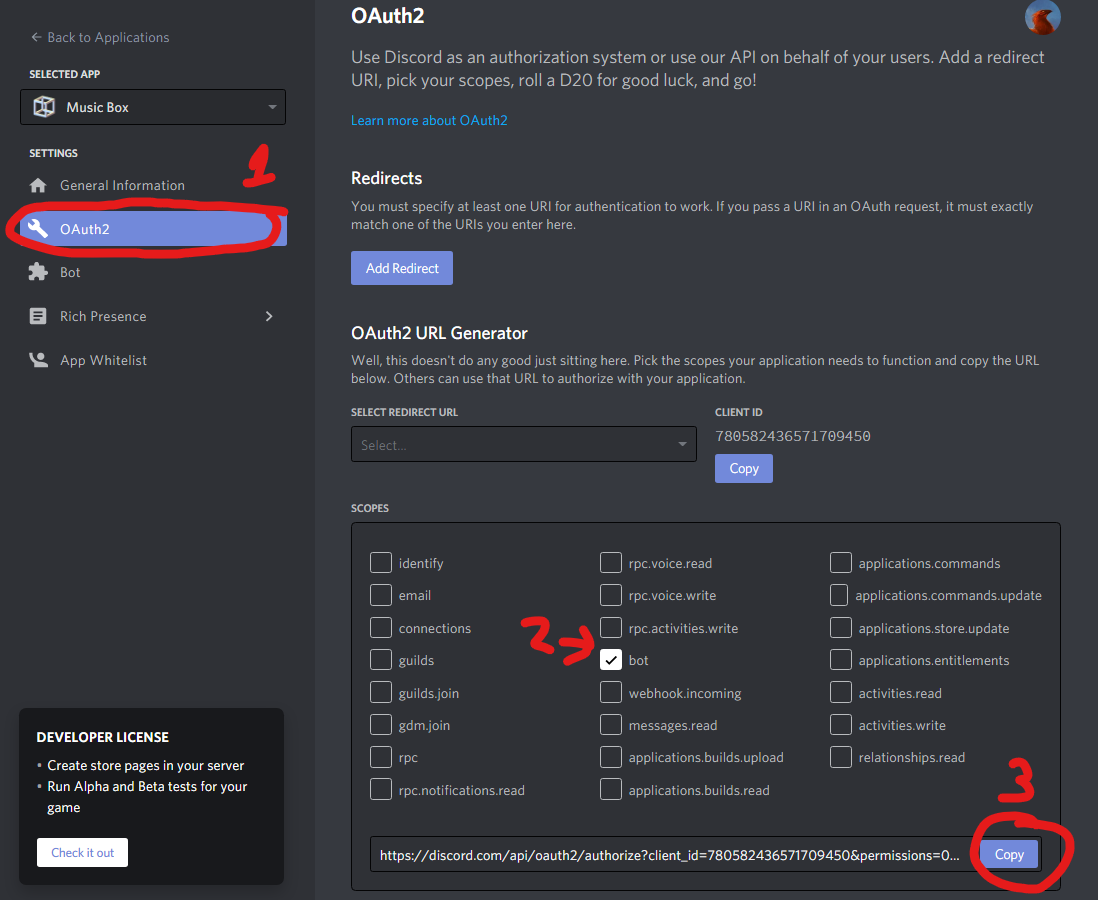 ← Back to Applications
SELECTED APP
Music Box
SETTINGS
1
General Information
OAuth2
Bot
Rich Presence
App Whitelist
DEVELOPER LICENSE
• Create store pages in your server
• Run Alpha and Beta tests for your
game
Check it out
OAuth2
Use Discord as an authorization system or use our API on behalf of your users. Add a redirect
URI, pick your scopes, roll a D20 for good luck, and go!
Learn more about OAuth2
Redirects
You must specify at least one URI for authentication to work. If you pass a URI in an OAuth request, it must exactly
match one of the URIs you enter here.
Add Redirect
OAuth2 URL Generator
Well, this doesn't do any good just sitting here. Pick the scopes your application needs to function and copy the URL
below. Others can use that URL to authorize with your application.
SELECT REDIRECT URL
Select...
CLIENT ID
780582436571709450
Copy
SCOPES
identify
email
connections
guilds
guilds.join
gdm.join
rpc
rpc.notifications.read
rpc.voice.read
rpc.voice.write
rpc.activities.write
2
bot
webhook.incoming
messages.read
applications.builds.upload
applications.builds.read
applications.commands
applications.commands.update
applications.store.update
applications.entitlements
activities.read
activities.write
relationships.read
3
https://discord.com/api/oauth2/authorize?client_id=780582436571709450&permissions=0...
Copy